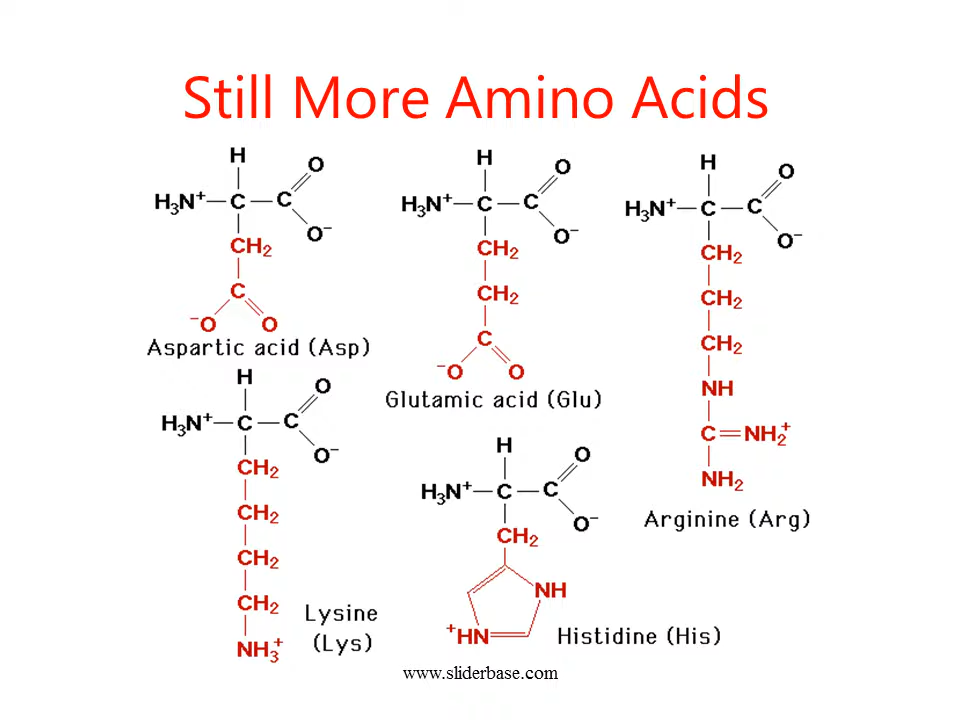 Still More Amino Acids
H
O
H₃N⁺
C
C
O⁻
CH₂
C
⁻O
O
Aspartic acid (Asp)
H
O
H₃N⁺
C
C
O⁻
CH₂
CH₂
C
⁻O
O
Glutamic acid (Glu)
H
O
H₃N⁺
C
C
O⁻
CH₂
CH₂
CH₂
NH
C
NH₂⁺
NH₂
Arginine (Arg)
H
O
H₃N⁺
C
C
O⁻
CH₂
CH₂
CH₂
CH₂
NH₃⁺
Lysine
(Lys)
H
O
H₃N⁺
C
C
O⁻
CH₂
NH
⁺HN
Histidine (His)
www.sliderbase.com